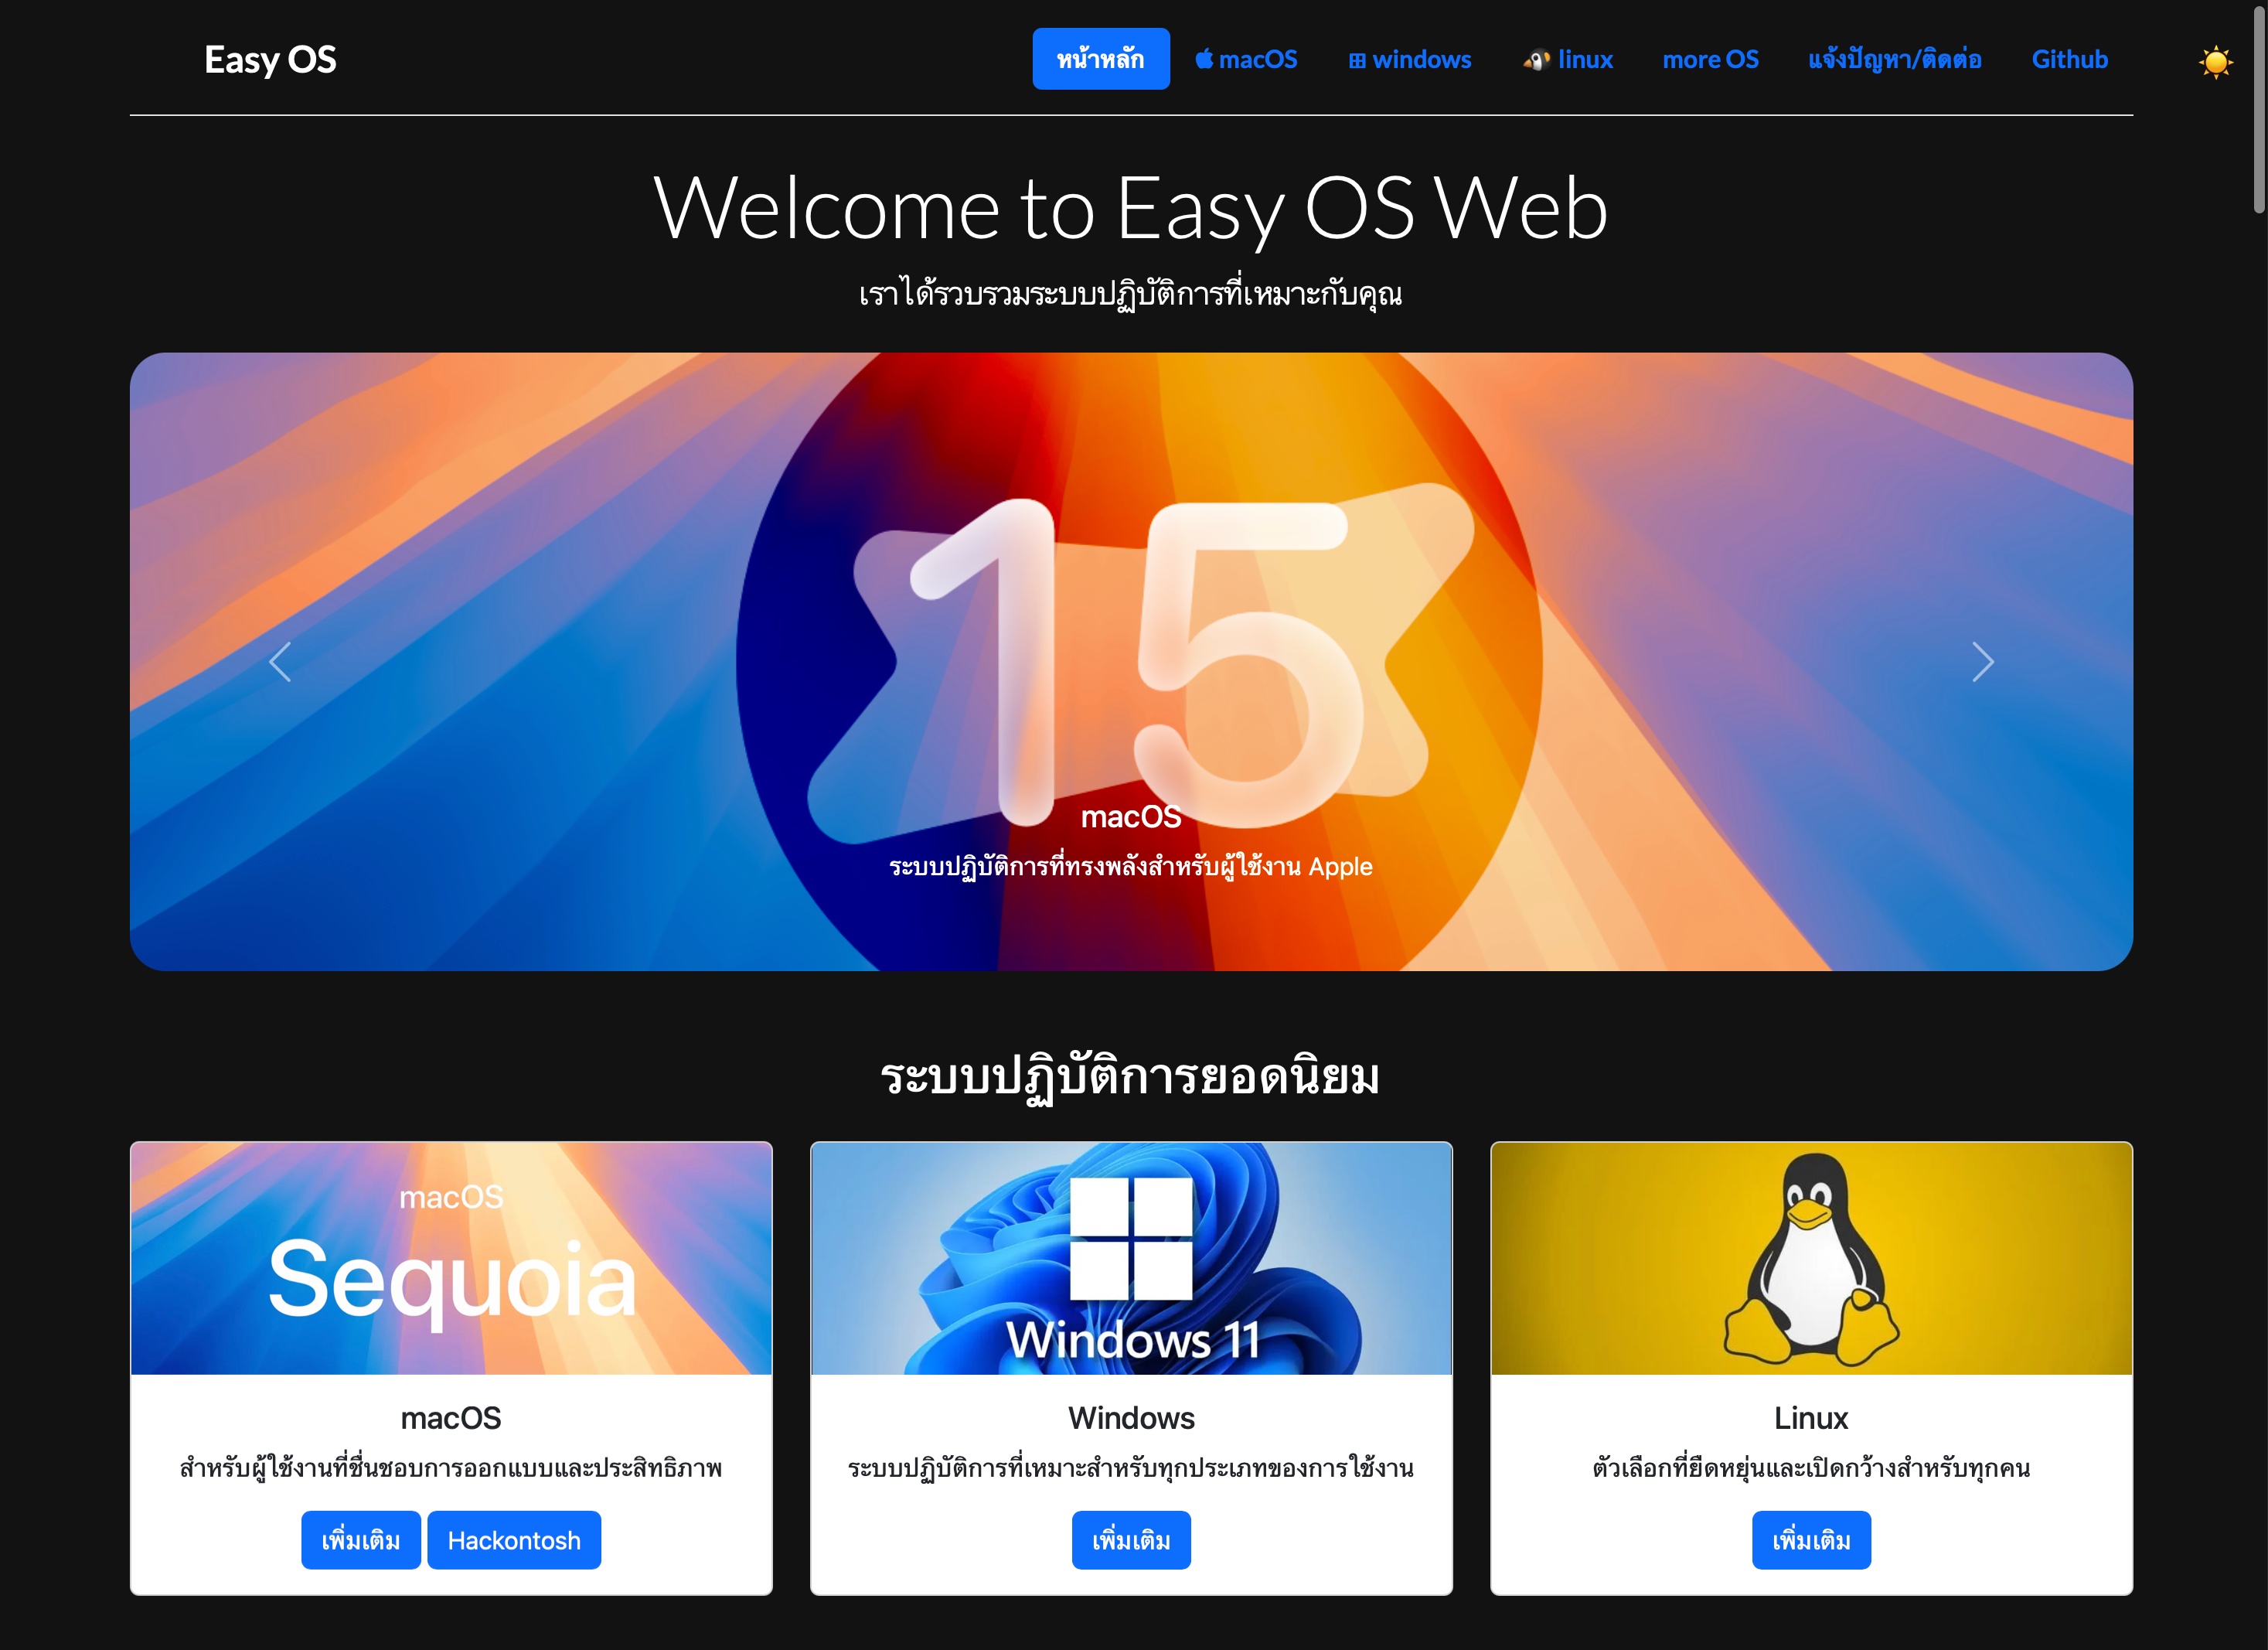 Easy OS
หน้าหลัก macOS windows linux more OS แจ้งปัญหา/ติดต่อ Github
Welcome to Easy OS Web
เราได้รวบรวมระบบปฏิบัติการที่เหมาะกับคุณ
15
macOS
ระบบปฏิบัติการที่ทรงพลังสำหรับผู้ใช้งาน Apple
ระบบปฏิบัติการยอดนิยม
macOS
Sequoia
macOS
สำหรับผู้ใช้งานที่ชื่นชอบการออกแบบและประสิทธิภาพ
เพิ่มเติม Hackontosh
Windows 11
Windows
ระบบปฏิบัติการที่เหมาะสำหรับทุกประเภทของการใช้งาน
เพิ่มเติม
Linux
ตัวเลือกที่ยืดหยุ่นและเปิดกว้างสำหรับทุกคน
เพิ่มเติม